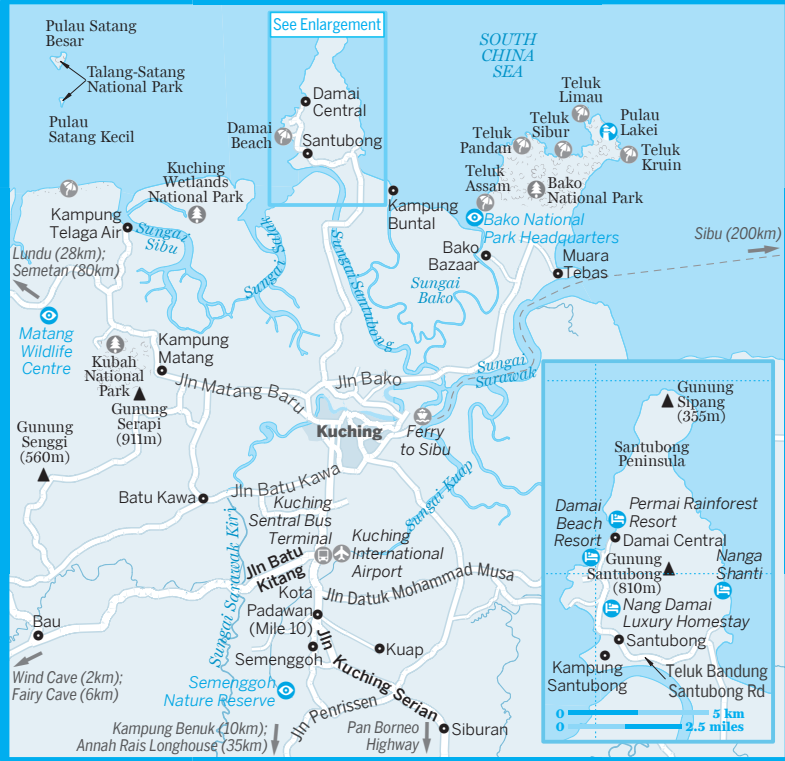 Pulau Satang
Besar
Talang-Satang
National Park
Pulau
Satang Kecil
See Enlargement
SOUTH
CHINA
SEA
Damai
Central
Damai
Beach
Santubong
Teluk
Limau
Teluk
Sibur
Pulau
Lakei
Teluk
Pandan
Teluk
Kruin
Teluk
Assam
Bako
National Park
Kuching
Wetlands
National Park
Kampung
Telaga Air
Sungai
Sibu
Sungai
Salak
Sungai Santubong
Kampung
Buntal
Bako National
Park Headquarters
Bako
Bazaar
Sungai
Bako
Muara
Tebas
Sibu (200km)
Lundu (28km);
Semetan (80km)
Matang
Wildlife
Centre
Kubah
National
Park
Kampung
Matang
Gunung
Serapi
(911m)
Gunung
Senggi
(560m)
Jln Matang Baru
Jln Bako
Sungai
Sarawak
Kuching
Ferry
to Sibu
Batu Kawa
Jln Batu Kawa
Sungai Kuap
Kuching
Sentral Bus
Terminal
Kuching
International
Airport
Sungai Sarawak Kiri
Jln Batu
Kitang
Jln Datuk Mohammad Musa
Kota
Padawan
(Mile 10)
Bau
Wind Cave (2km);
Fairy Cave (6km)
Semenggoh
Kuap
Jln Kuching Serian
Semenggoh
Nature Reserve
Jln Penrissen
Kampung Benuk (10km);
Annah Rais Longhouse (35km)
Pan Borneo
Highway
Siburan
Gunung
Sipang
(355m)
Santubong
Peninsula
Damai
Beach
Resort
Permai Rainforest
Resort
Damai Central
Gunung
Santubong
(810m)
Nanga
Shanti
Nang Damai
Luxury Homestay
Santubong
Kampung
Santubong
Teluk Bandung
Santubong Rd
0 5 km
0 2.5 miles